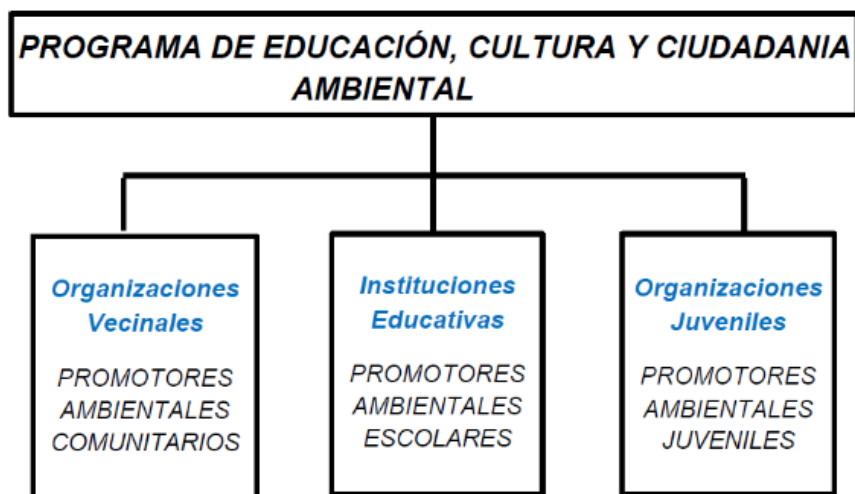 PROGRAMA DE EDUCACIÓN, CULTURA Y CIUDADANIA
AMBIENTAL
Organizaciones
Vecinales
PROMOTORES
AMBIENTALES
COMUNITARIOS
Instituciones
Educativas
PROMOTORES
AMBIENTALES
ESCOLARES
Organizaciones
Juveniles
PROMOTORES
AMBIENTALES
JUVENILES